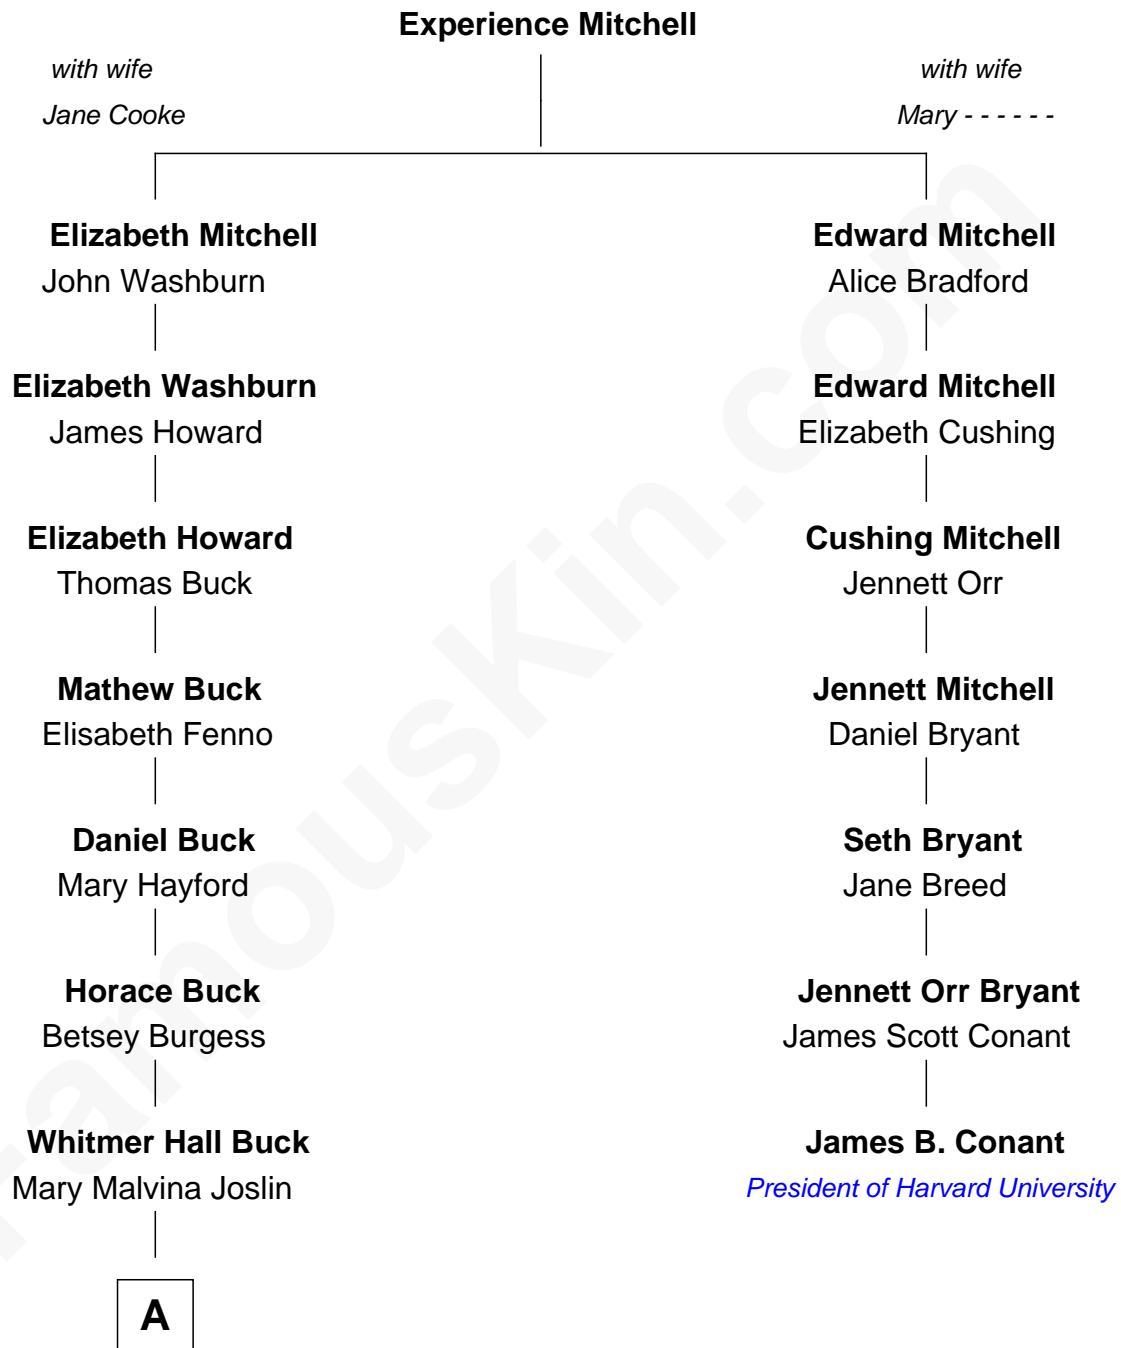 Experience Mitchell
with wife
Jane Cooke
with wife
Mary - - - - - -
Elizabeth Mitchell
John Washburn
Edward Mitchell
Alice Bradford
Elizabeth Washburn
James Howard
Edward Mitchell
Elizabeth Cushing
Elizabeth Howard
Thomas Buck
Cushing Mitchell
Jennett Orr
Mathew Buck
Elisabeth Fenno
Jennett Mitchell
Daniel Bryant
Daniel Buck
Mary Hayford
Seth Bryant
Jane Breed
Horace Buck
Betsey Burgess
Jennett Orr Bryant
James Scott Conant
Whitmer Hall Buck
Mary Malvina Joslin
James B. Conant
President of Harvard University
A
FamousKin.com